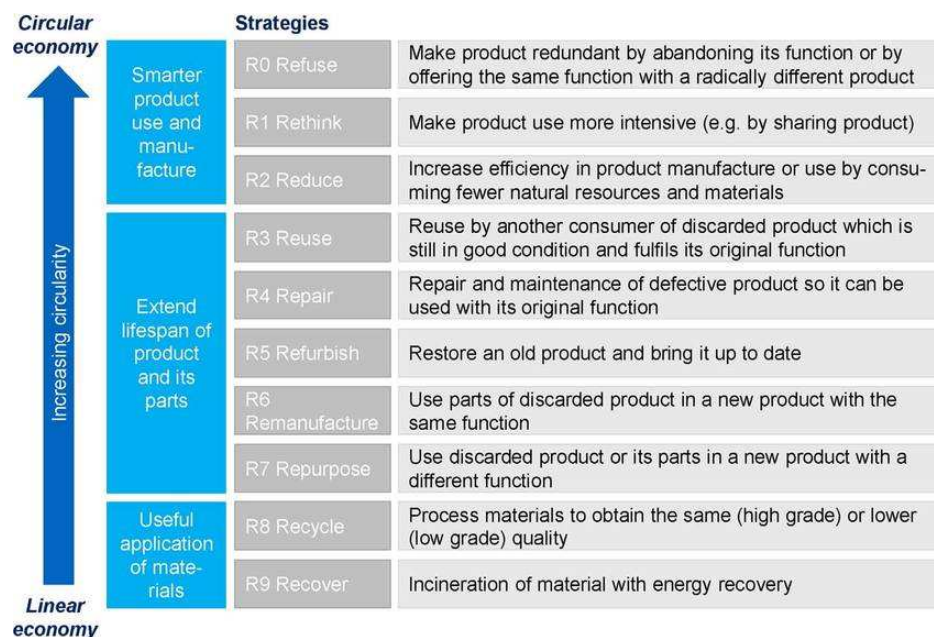 Circular
economy
Strategies
Increasing circularity
Linear
economy
Smarter
product
use and
manu-
facture
R0 Refuse
Make product redundant by abandoning its function or by
offering the same function with a radically different product
R1 Rethink
Make product use more intensive (e.g. by sharing product)
R2 Reduce
Increase efficiency in product manufacture or use by consu-
ming fewer natural resources and materials
Extend
lifespan of
product
and its
parts
R3 Reuse
Reuse by another consumer of discarded product which is
still in good condition and fulfils its original function
R4 Repair
Repair and maintenance of defective product so it can be
used with its original function
R5 Refurbish
Restore an old product and bring it up to date
R6
Remanufacture
Use parts of discarded product in a new product with the
same function
R7 Repurpose
Use discarded product or its parts in a new product with a
different function
Useful
application
of mate-
rials
R8 Recycle
Process materials to obtain the same (high grade) or lower
(low grade) quality
R9 Recover
Incineration of material with energy recovery